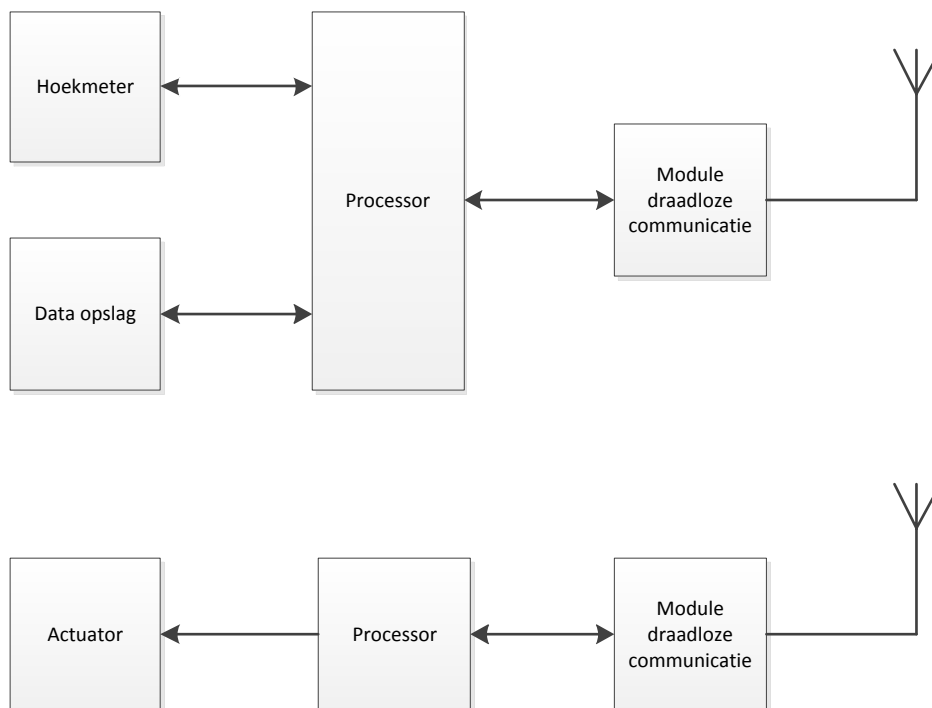 Hoekmeter
Processor
Module
draadloze
communicatie
Data opslag
Actuator
Processor
Module
draadloze
communicatie